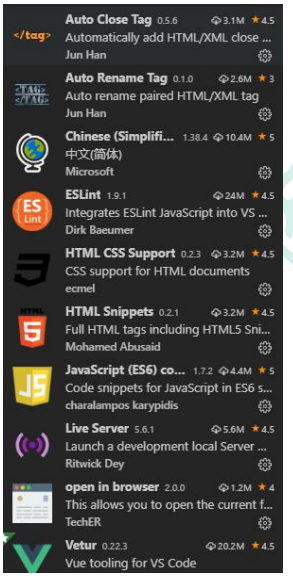 </tag>
Auto Close Tag 0.5.6 3.1M ★ 4.5
Automatically add HTML/XML close ...
Jun Han
<TAG>
</TAG>
Auto Rename Tag 0.1.0 2.6M ★ 3
Auto rename paired HTML/XML tag
Jun Han
Chinese (Simplifi... 1.38.4 10.4M ★ 5
中文(简体)
Microsoft
ES
Lint
ESLint 1.9.1 24M ★ 4.5
Integrates ESLint JavaScript into VS ...
Dirk Baeumer
3
HTML CSS Support 0.2.3 3.2M ★ 4.5
CSS support for HTML documents
ecmel
HTML
5
HTML Snippets 0.2.1 3.2M ★ 4.5
Full HTML tags including HTML5 Sni...
Mohamed Abusaid
JS
JavaScript (ES6) co... 1.7.2 4.4M ★ 5
Code snippets for JavaScript in ES6 s...
charalampos karypidis
Live Server 5.6.1 5.6M ★ 4.5
Launch a development local Server ...
Ritwick Dey
open in browser 2.0.0 1.2M ★ 4
This allows you to open the current f...
TechER
Vetur 0.22.3 20.2M ★ 4.5
Vue tooling for VS Code